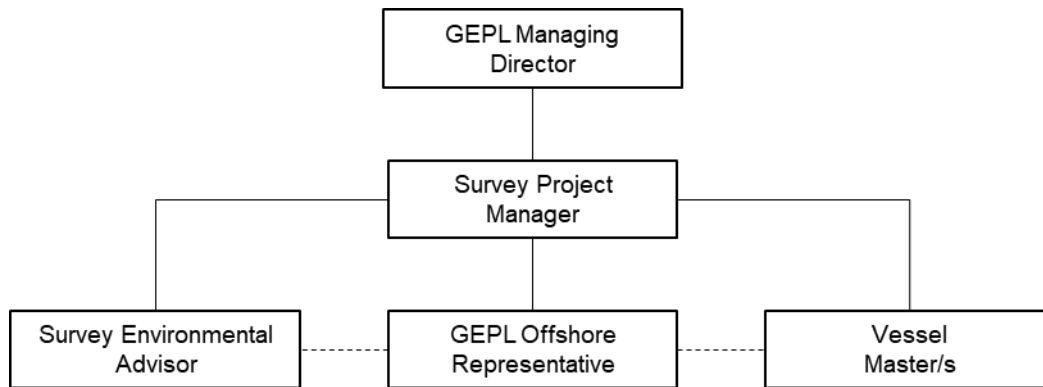 GEPL Managing
Director
Survey Project
Manager
Survey Environmental
Advisor
GEPL Offshore
Representative
Vessel
Master/s